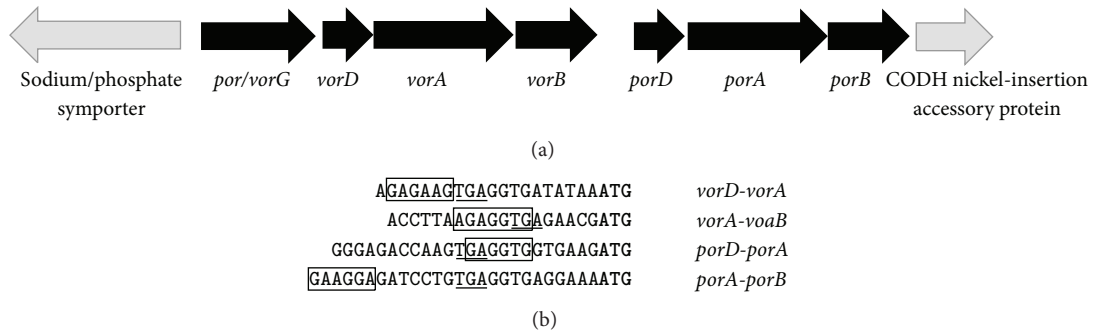 por/vorG vorD vorA vorB porD porA porB
Sodium/phosphate symporter
CODH nickel-insertion accessory protein
(a)
AGAGAAGTGAGGTGATATAAATG vorD-vorA
ACCTTAAGAGGTGAGAACGATG vorA-voaB
GGGAGACCAAGTGAGGTGGTGAAGATG porD-porA
GAAGGAGATCCTGTGAGGTGAGGAAAATG porA-porB
(b)